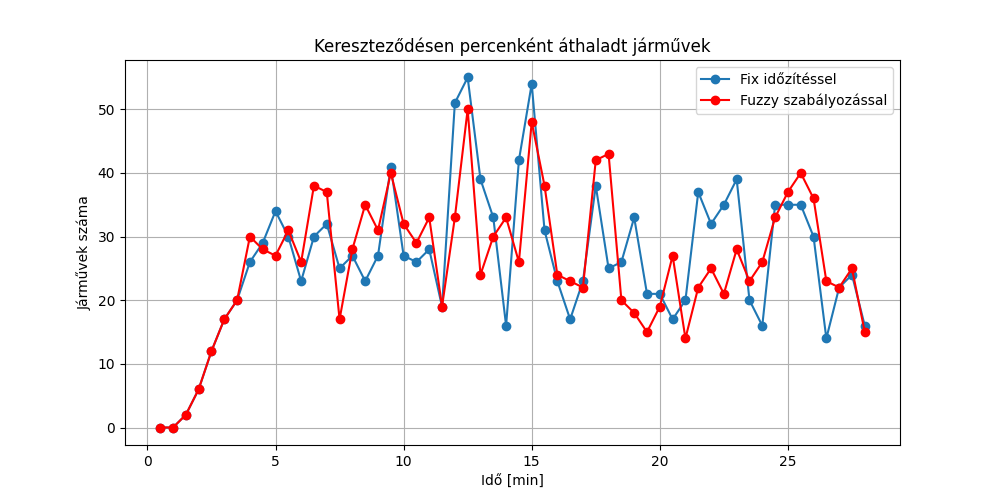 Kereszteződésen percenként áthaladt járművek
Fix időzítéssel
Fuzzy szabályozással
Járművek száma
50
40
30
20
10
0
0 5 10 15 20 25
Idő [min]